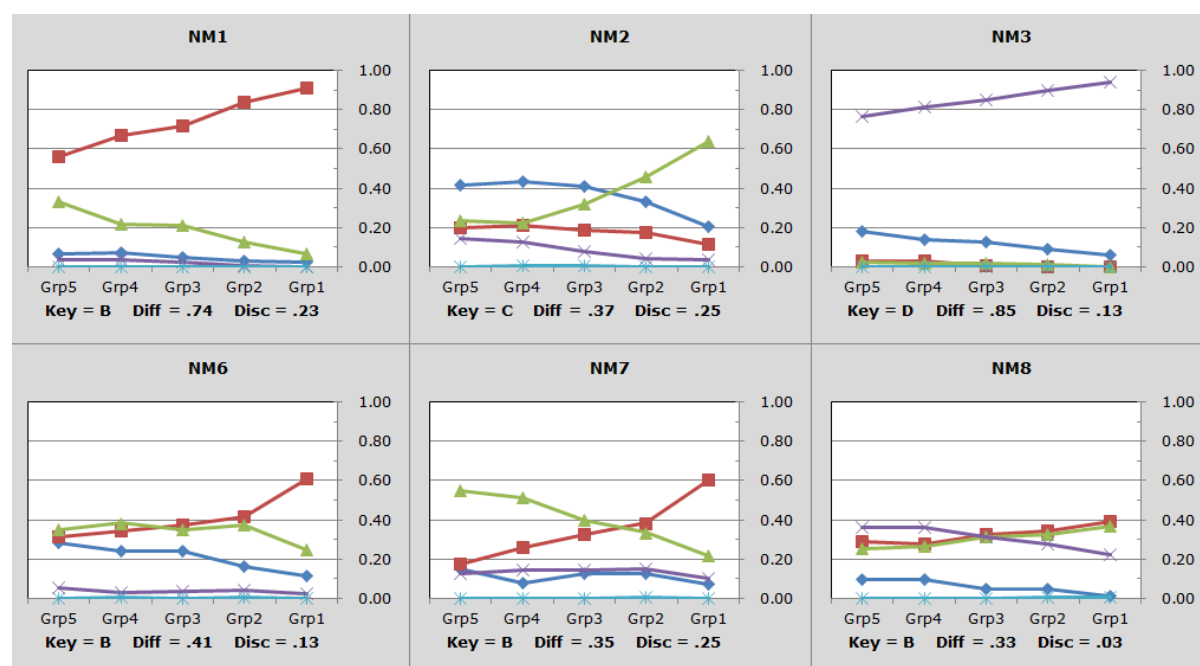 NM1
1.00
0.80
0.60
0.40
0.20
0.00
Grp5 Grp4 Grp3 Grp2 Grp1
Key = B Diff = .74 Disc = .23
NM2
1.00
0.80
0.60
0.40
0.20
0.00
Grp5 Grp4 Grp3 Grp2 Grp1
Key = C Diff = .37 Disc = .25
NM3
1.00
0.80
0.60
0.40
0.20
0.00
Grp5 Grp4 Grp3 Grp2 Grp1
Key = D Diff = .85 Disc = .13
NM6
1.00
0.80
0.60
0.40
0.20
0.00
Grp5 Grp4 Grp3 Grp2 Grp1
Key = B Diff = .41 Disc = .13
NM7
1.00
0.80
0.60
0.40
0.20
0.00
Grp5 Grp4 Grp3 Grp2 Grp1
Key = B Diff = .35 Disc = .25
NM8
1.00
0.80
0.60
0.40
0.20
0.00
Grp5 Grp4 Grp3 Grp2 Grp1
Key = B Diff = .33 Disc = .03